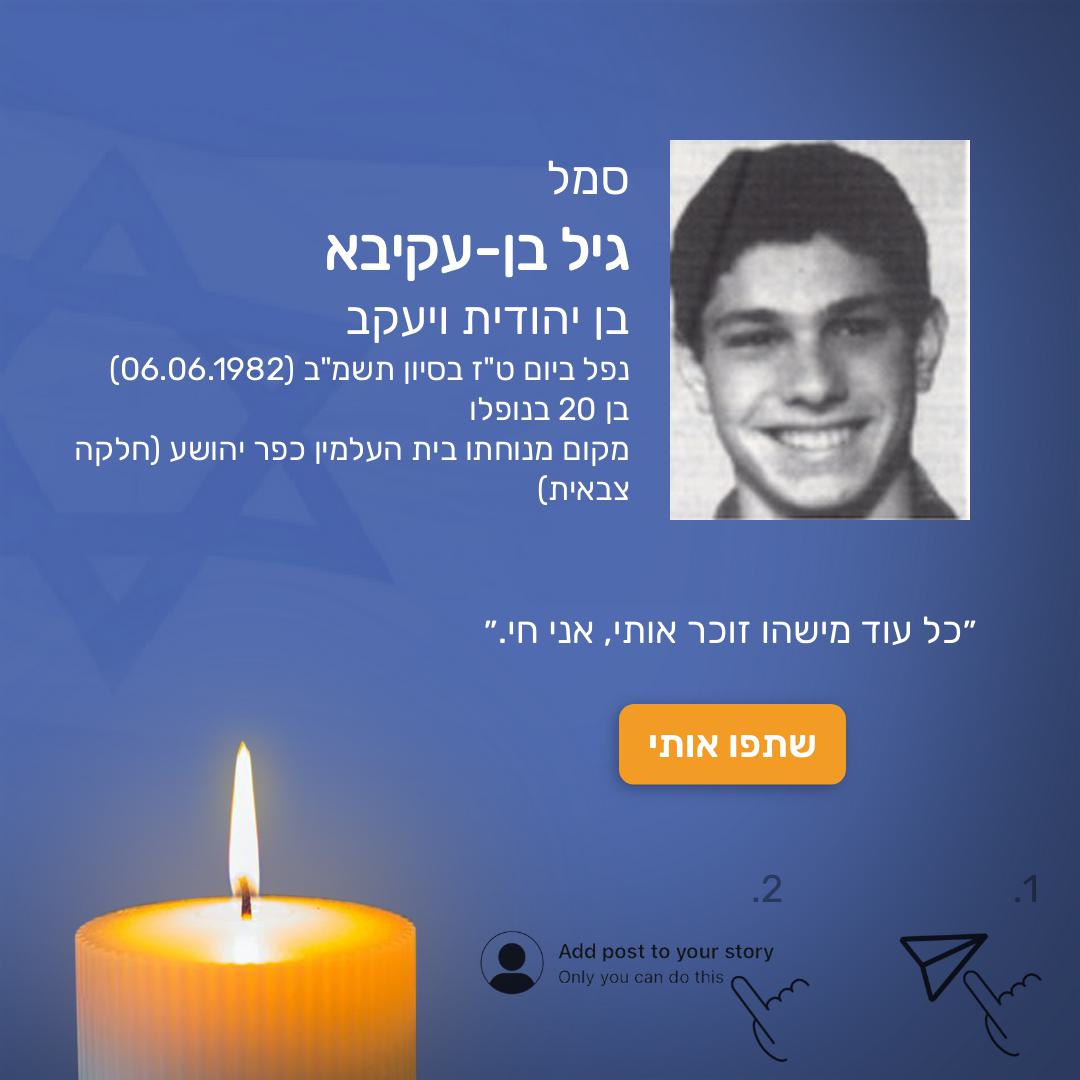 סמל
גיל בן-עקיבא
בן יהודית ויעקב
נפל ביום ט"ז בסיון תשמ"ב (06.06.1982)
בן 20 בנופלו
מקום מנוחתו בית העלמין כפר יהושע (חלקה
צבאית)
״כל עוד מישהו זוכר אותי, אני חי.״
שתפו אותי
1.
2.
Add post to your story
Only you can do this